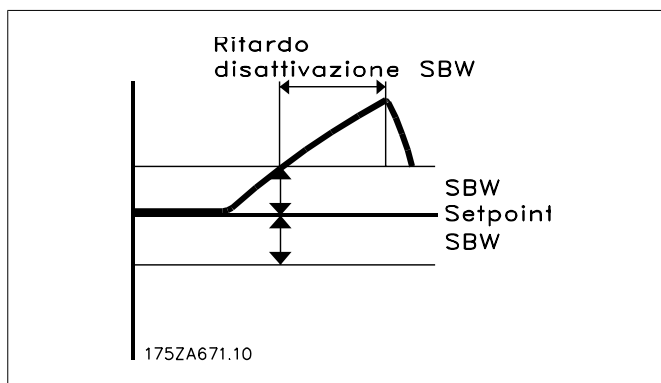 Ritardo
disattivazione SBW
SBW
Setpoint
SBW
175ZA671.10